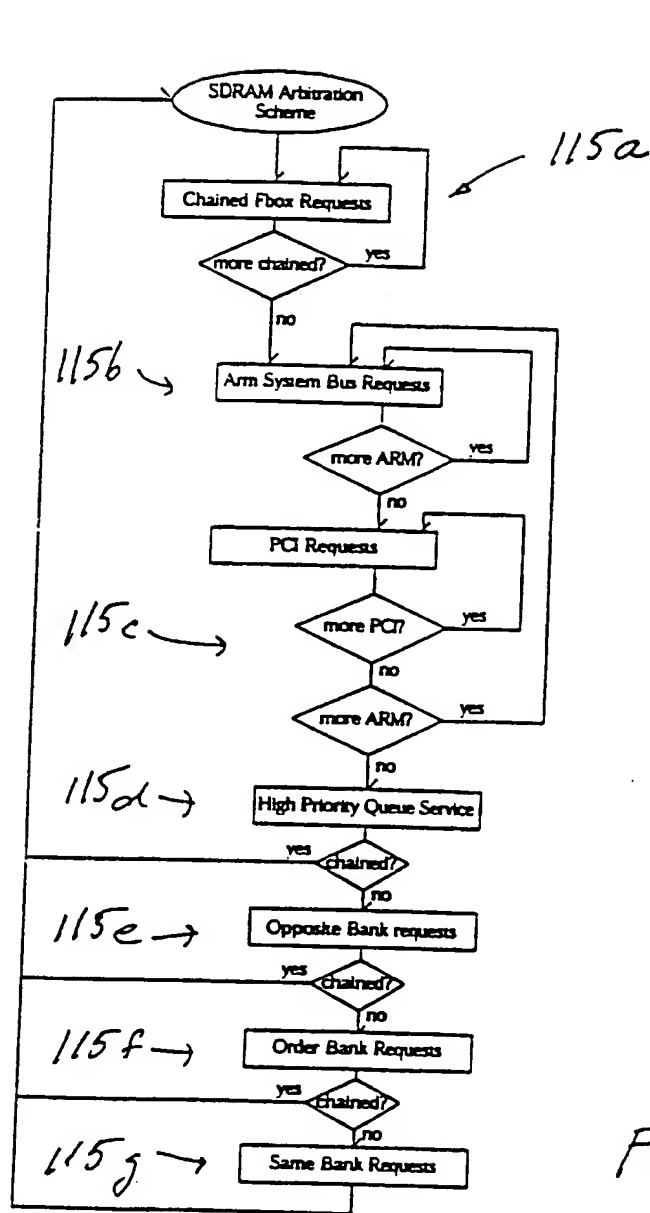 SDRAM Arbitration
Scheme
115a
Chained Fbox Requests
more chained?
yes
no
115b
Arm System Bus Requests
more ARM?
yes
no
PCI Requests
115c
more PCI?
yes
no
more ARM?
yes
no
115d
High Priority Queue Service
yes
chained?
no
115e
Opposite Bank requests
yes
chained?
no
115f
Order Bank Requests
yes
chained?
no
115g
Same Bank Requests
F